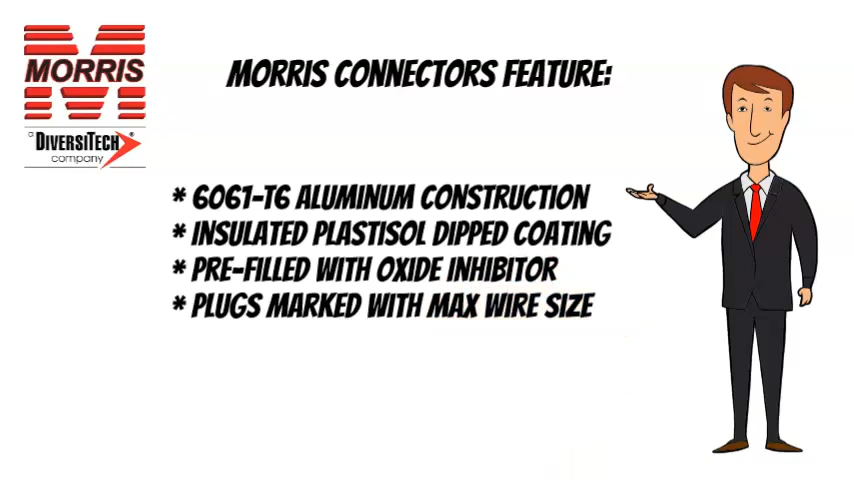 MORRIS
a DIVERSITECH®
company
MORRIS CONNECTORS FEATURE:
* 6061-T6 ALUMINUM CONSTRUCTION
* INSULATED PLASTISOL DIPPED COATING
* PRE-FILLED WITH OXIDE INHIBITOR
* PLUGS MARKED WITH MAX WIRE SIZE